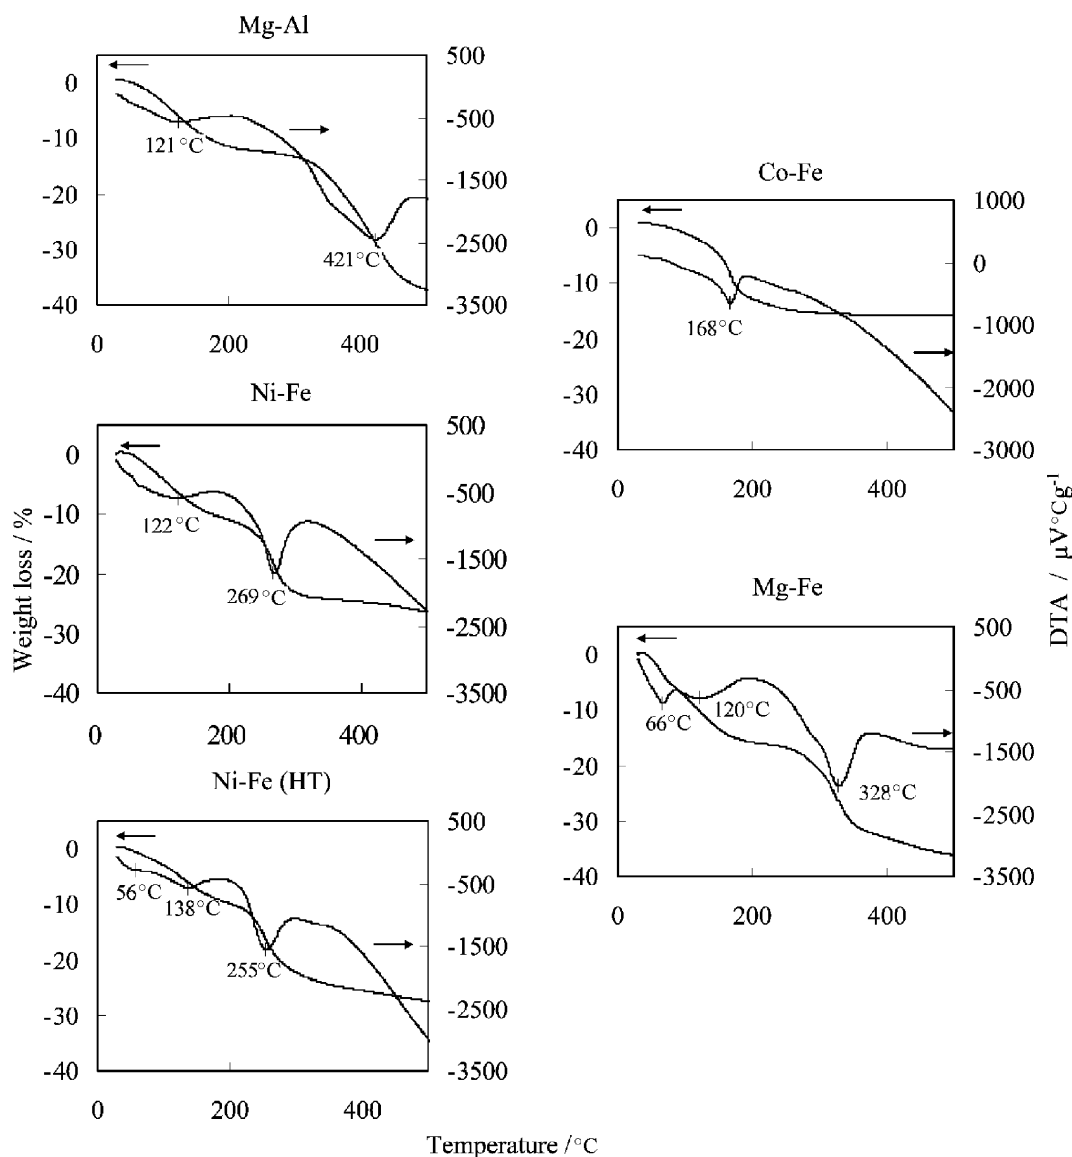 Mg-Al
500
0
-500
-10
-1500
-20
-2500
-30
-3500
-40
121°C
421°C
0 200 400
Ni-Fe
500
0
-500
-10
-1500
-20
-2500
-30
-3500
-40
122°C
269°C
0 200 400
Ni-Fe (HT)
500
0
-500
-10
-1500
-20
-2500
-30
-3500
-40
56°C
138°C
255°C
0 200 400
Weight loss / %
Temperature /°C
Co-Fe
1000
0
0
-10
-1000
-20
-2000
-30
-3000
-40
168°C
0 200 400
Mg-Fe
500
0
-500
-10
-1500
-20
-2500
-30
-3500
-40
66°C
120°C
328°C
0 200 400
DTA / μV°Cg-1